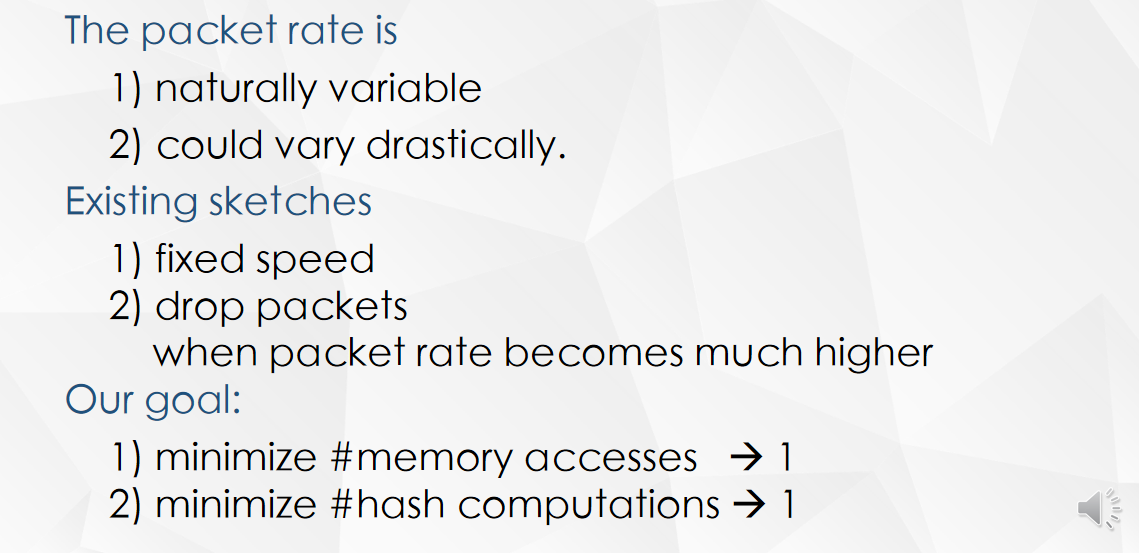 The packet rate is
1) naturally variable
2) could vary drastically.
Existing sketches
1) fixed speed
2) drop packets
when packet rate becomes much higher
Our goal:
1) minimize #memory accesses → 1
2) minimize #hash computations → 1